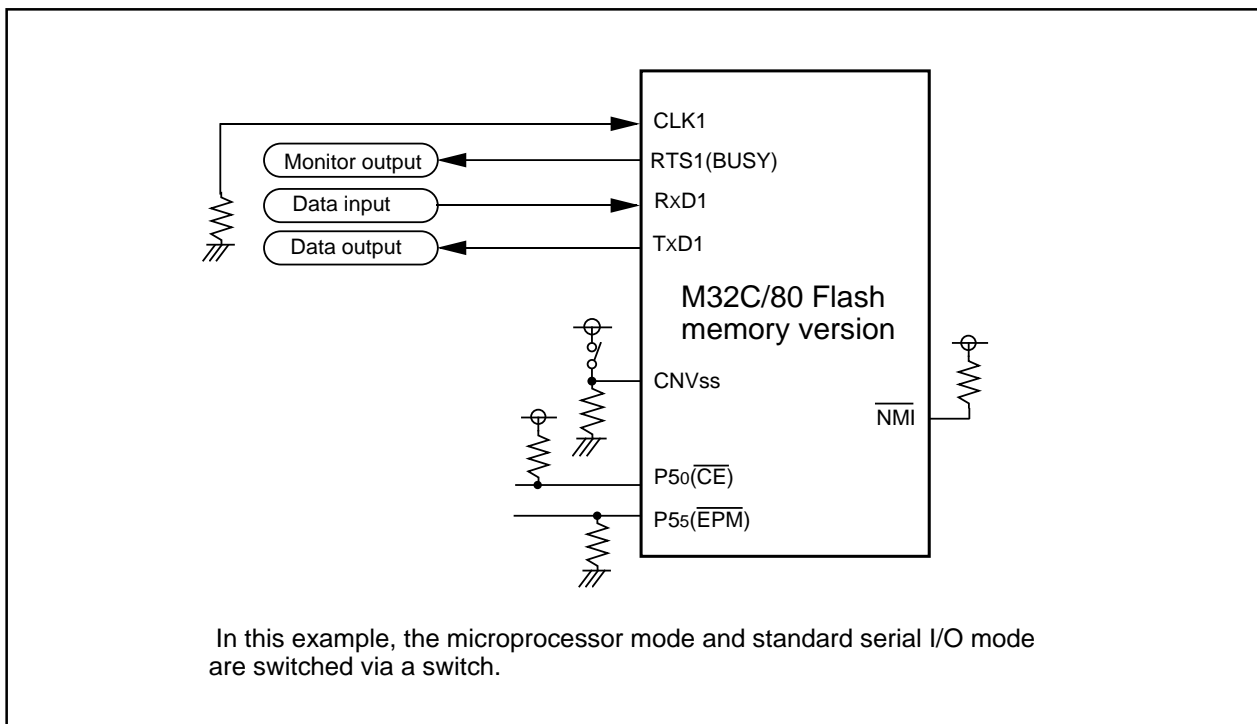 CLK1
Monitor output
RTS1(BUSY)
Data input
RxD1
Data output
TxD1
M32C/80 Flash
memory version
CNVss
NMI
P50(CE)
P55(EPM)
In this example, the microprocessor mode and standard serial I/O mode
are switched via a switch.